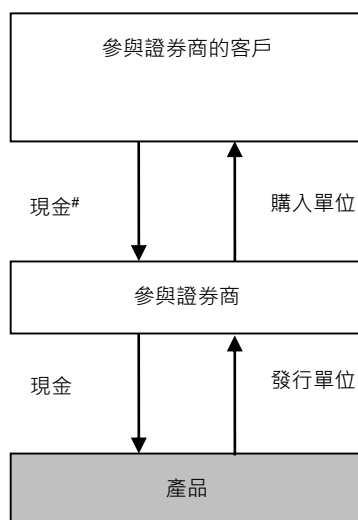 參與證券商的客戶
現金#
購入單位
參與證券商
現金
發行單位
產品